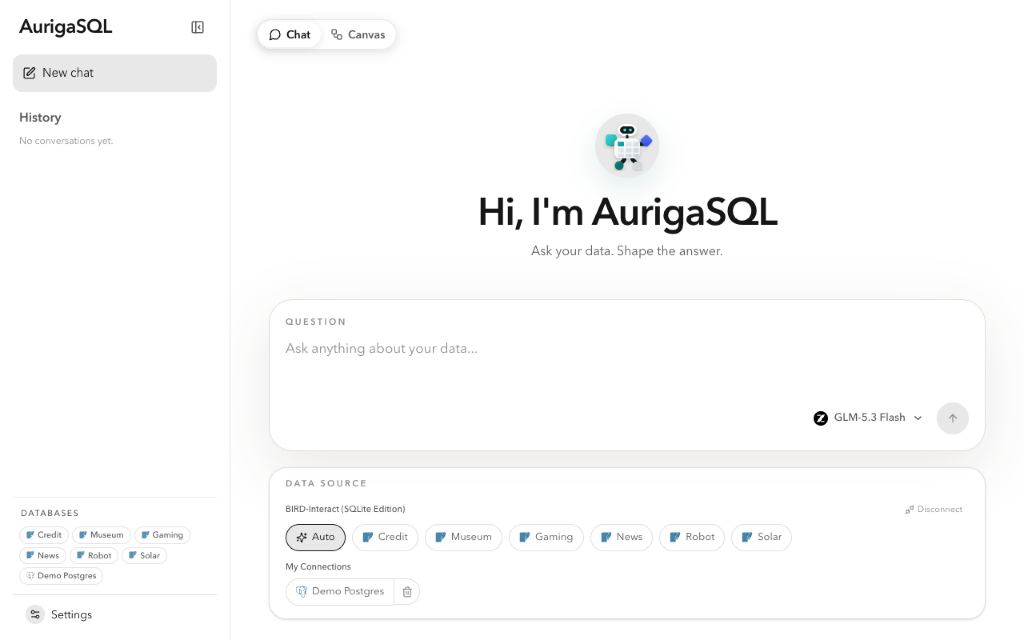 AurigaSQL
New chat
History
No conversations yet.
DATABASES
Credit Museum Gaming
News Robot Solar
Demo Postgres
Settings
Chat Canvas
Hi, I'm AurigaSQL
Ask your data. Shape the answer.
QUESTION
Ask anything about your data...
GLM-5.3 Flash
DATA SOURCE
BIRD-Interact (SQLite Edition) Disconnect
Auto Credit Museum Gaming News Robot Solar
My Connections
Demo Postgres